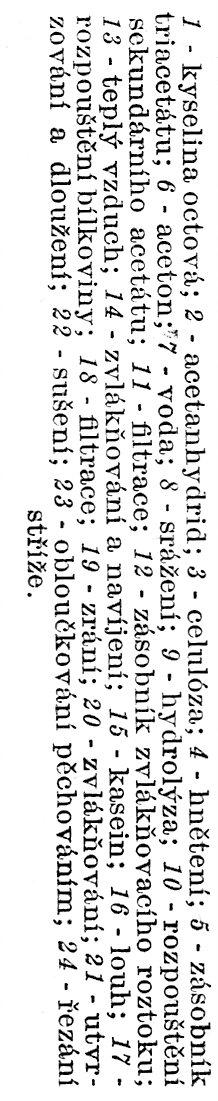 1 - kyselina octová; 2 - acetanhydrid; 3 - celulóza; 4 - hnětení; 5 - zásobník
triacetátu; 6 - aceton; 7 - voda; 8 - srážení; 9 - hydrolýza; 10 - rozpouštění
sekundárního acetátu; 11 - filtrace; 12 - zásobník zvlákňovacího roztoku;
13 - teplý vzduch; 14 - zvlákňování a navíjení; 15 - kasein; 16 - louh; 17 -
rozpouštění bílkoviny; 18 - filtrace; 19 - zrání; 20 - zvlákňování; 21 - utvr-
zování a dloužení; 22 - sušení; 23 - obloučkování pěchováním; 24 - řezání
stříže.